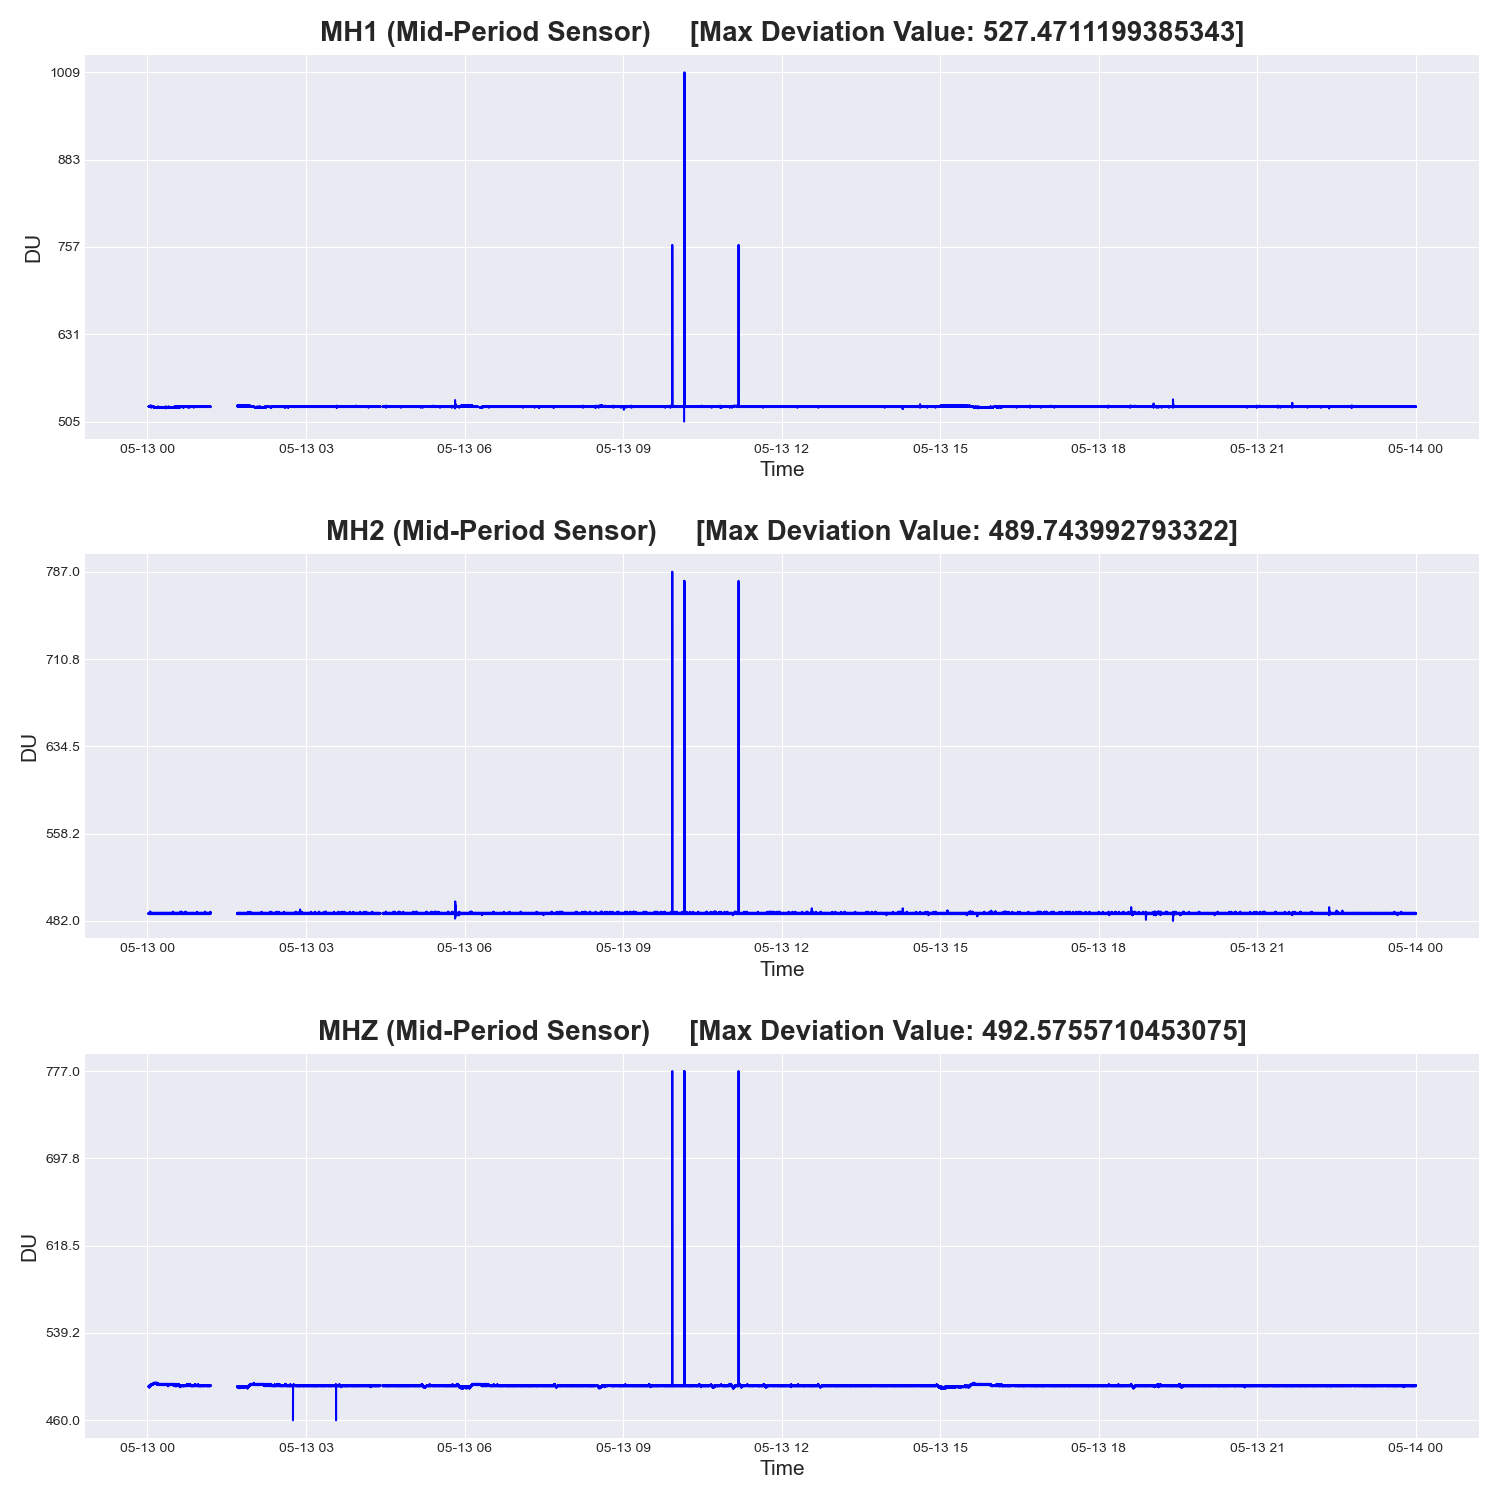 MH1 (Mid-Period Sensor) [Max Deviation Value: 527.4711199385343]
1009
883
757
631
505
DU
05-13 00 05-13 03 05-13 06 05-13 09 05-13 12 05-13 15 05-13 18 05-13 21 05-14 00
Time
MH2 (Mid-Period Sensor) [Max Deviation Value: 489.743992793322]
787.0
710.8
634.5
558.2
482.0
DU
05-13 00 05-13 03 05-13 06 05-13 09 05-13 12 05-13 15 05-13 18 05-13 21 05-14 00
Time
MHZ (Mid-Period Sensor) [Max Deviation Value: 492.5755710453075]
777.0
697.8
618.5
539.2
460.0
DU
05-13 00 05-13 03 05-13 06 05-13 09 05-13 12 05-13 15 05-13 18 05-13 21 05-14 00
Time